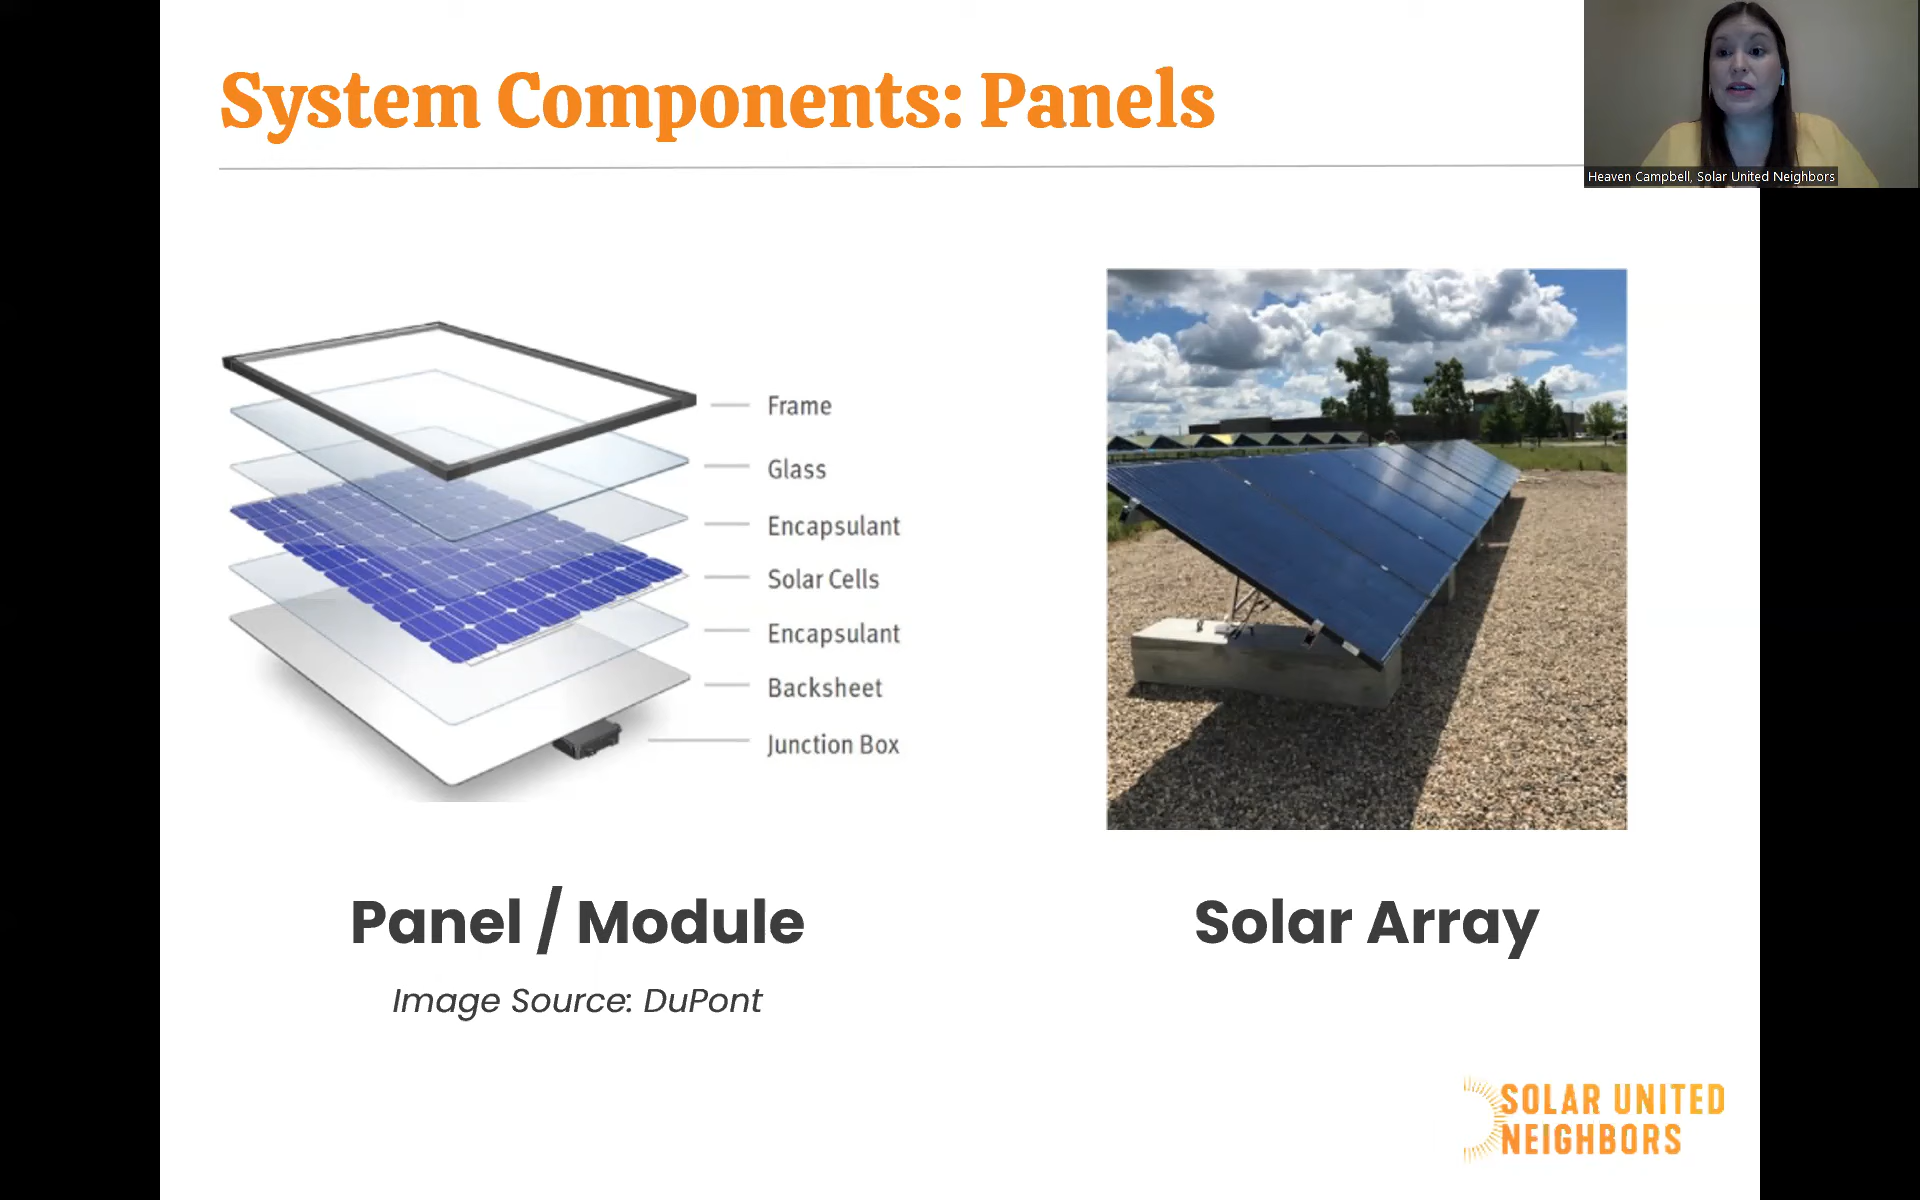 System Components: Panels
Heaven Campbell, Solar United Neighbors
Frame
Glass
Encapsulant
Solar Cells
Encapsulant
Backsheet
Junction Box
Panel / Module
Image Source: DuPont
Solar Array
SOLAR UNITED
NEIGHBORS